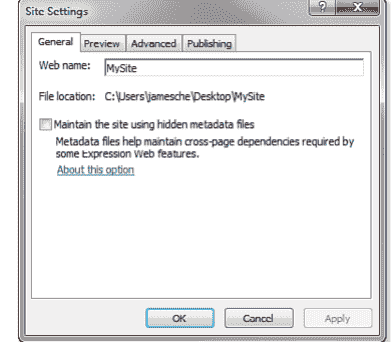 Site Settings
General Preview Advanced Publishing
Web name: MySite
File location: C:\Users\jamesche\Desktop\MySite
Maintain the site using hidden metadata files
Metadata files help maintain cross-page dependencies required by
some Expression Web features.
About this option
OK Cancel Apply